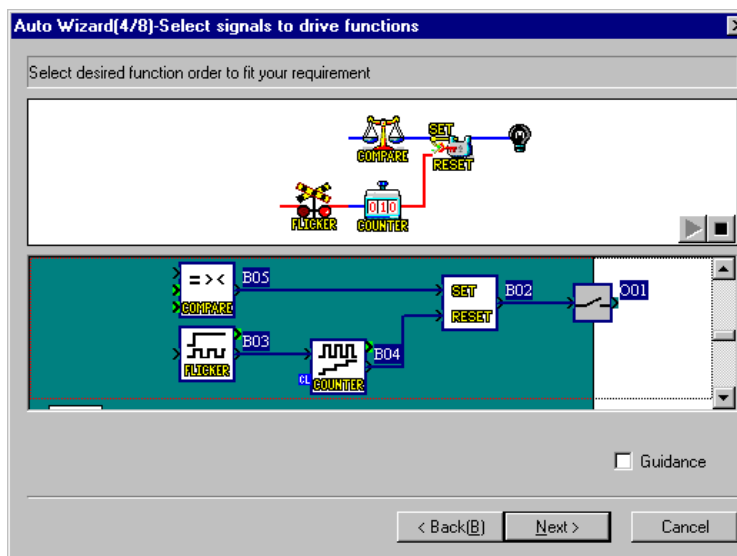 Auto Wizard(4/8)-Select signals to drive functions
Select desired function order to fit your requirement
COMPARE
SET
RESET
FLICKER
010
COUNTER
=><
COMPARE
B05
SET
RESET
B02
O01
FLICKER
B03
CL
COUNTER
B04
Guidance
< Back(B)
Next >
Cancel